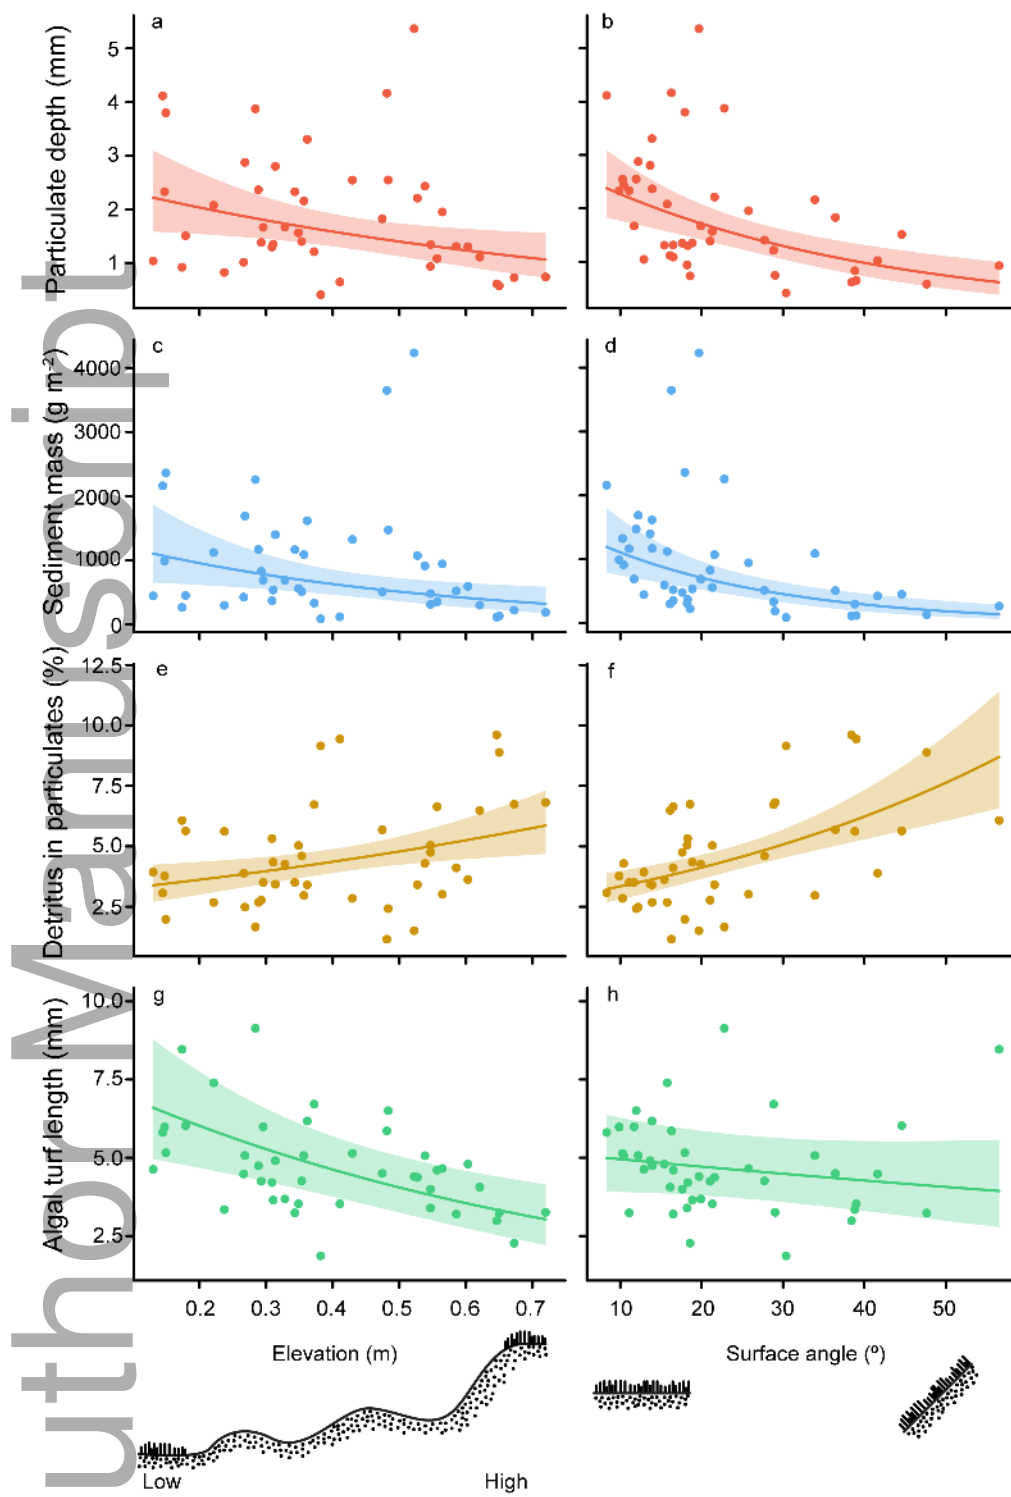 a
b
Particulate depth (mm)
5
4
3
2
1
c
d
Sediment mass (g m-2)
4000
3000
2000
1000
0
e
f
Detritus in particulates (%)
12.5
10.0
7.5
5.0
2.5
g
h
Algal turf length (mm)
10.0
7.5
5.0
2.5
0.2 0.3 0.4 0.5 0.6 0.7
10 20 30 40 50
Elevation (m)
Surface angle (º)
Low
High
uthor Manuscript